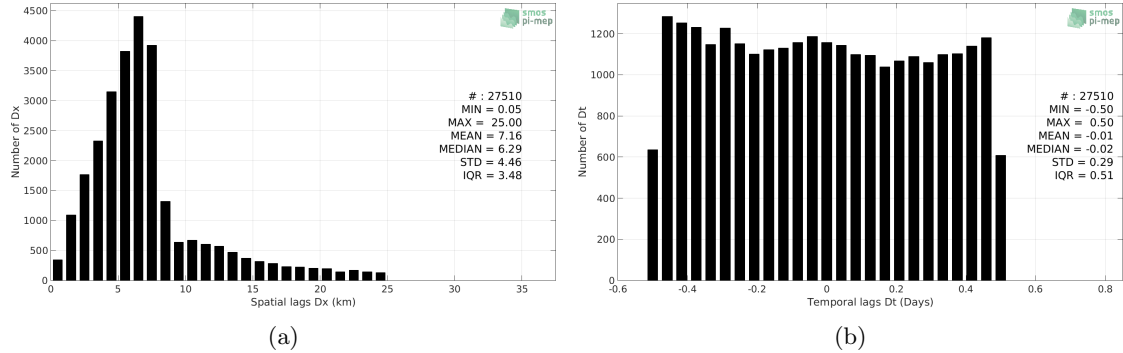 4500
4000
3500
3000
2500
2000
1500
1000
500
0
Number of Dx
smos
pi-mep
# : 27510
MIN = 0.05
MAX = 25.00
MEAN = 7.16
MEDIAN = 6.29
STD = 4.46
IQR = 3.48
0 5 10 15 20 25 30 35
Spatial lags Dx (km)
(a)
1200
1000
800
600
400
200
0
Number of Dt
smos
pi-mep
# : 27510
MIN = -0.50
MAX = 0.50
MEAN = -0.01
MEDIAN = -0.02
STD = 0.29
IQR = 0.51
-0.6 -0.4 -0.2 0 0.2 0.4 0.6 0.8
Temporal lags Dt (Days)
(b)